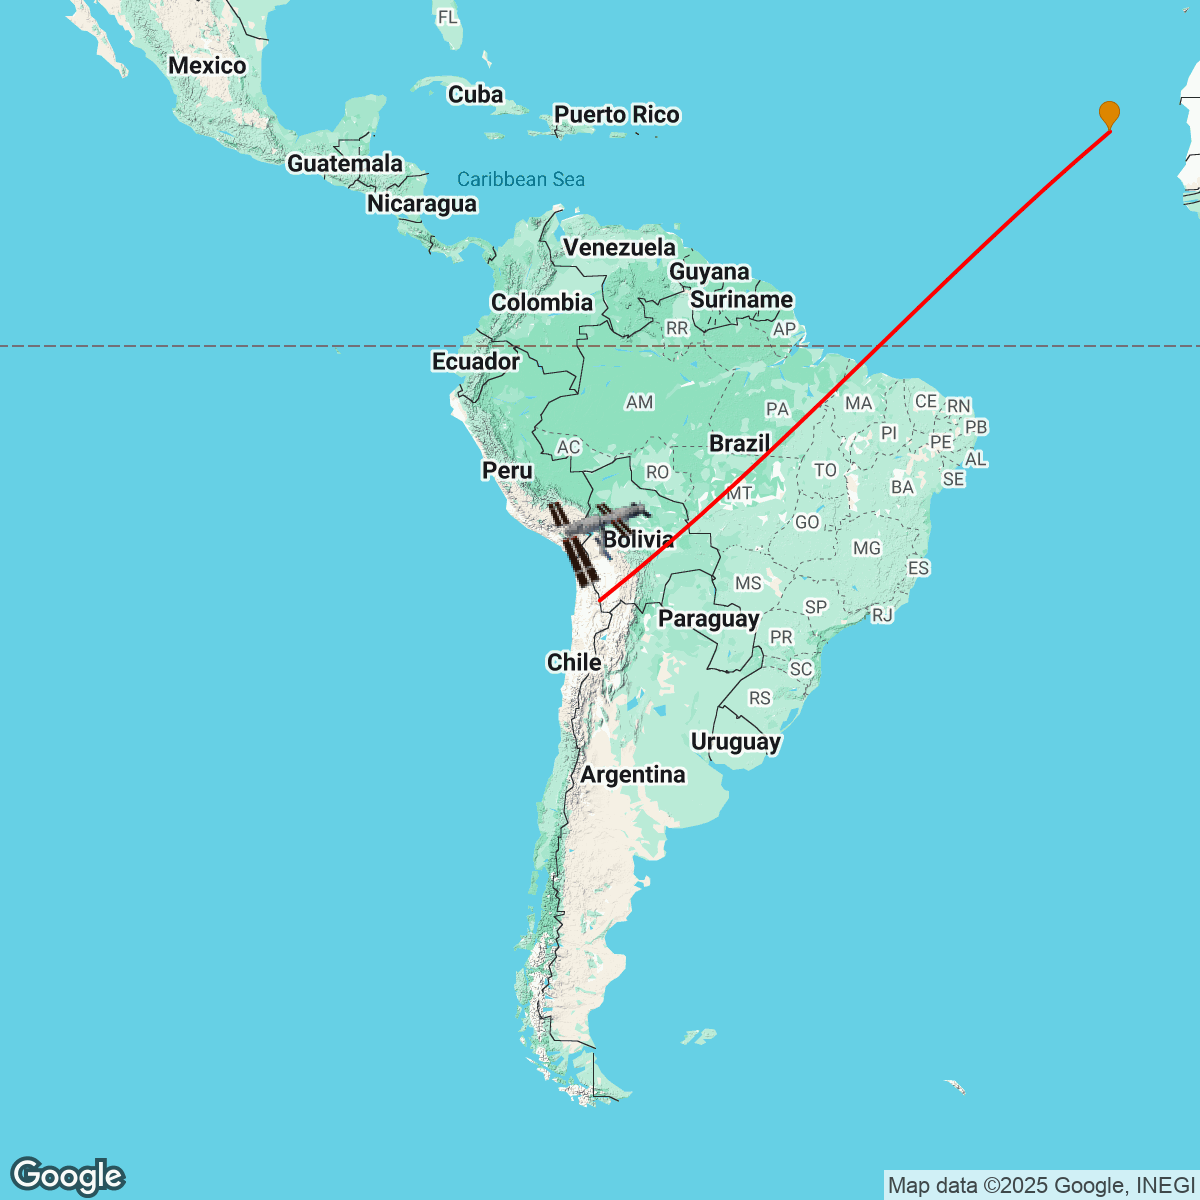 FL
Mexico
Cuba
Puerto Rico
Guatemala
Caribbean Sea
Nicaragua
Venezuela
Guyana
Colombia
Suriname
RR
AP
Ecuador
AM
PA
MA
CE
RN
PB
PI
PE
AC
Brazil
AL
Peru
RO
TO
SE
MT
BA
GO
Bolivia
MG
ES
MS
SP
RJ
Paraguay
PR
Chile
SC
RS
Uruguay
Argentina
Google
Map data ©2025 Google, INEGI